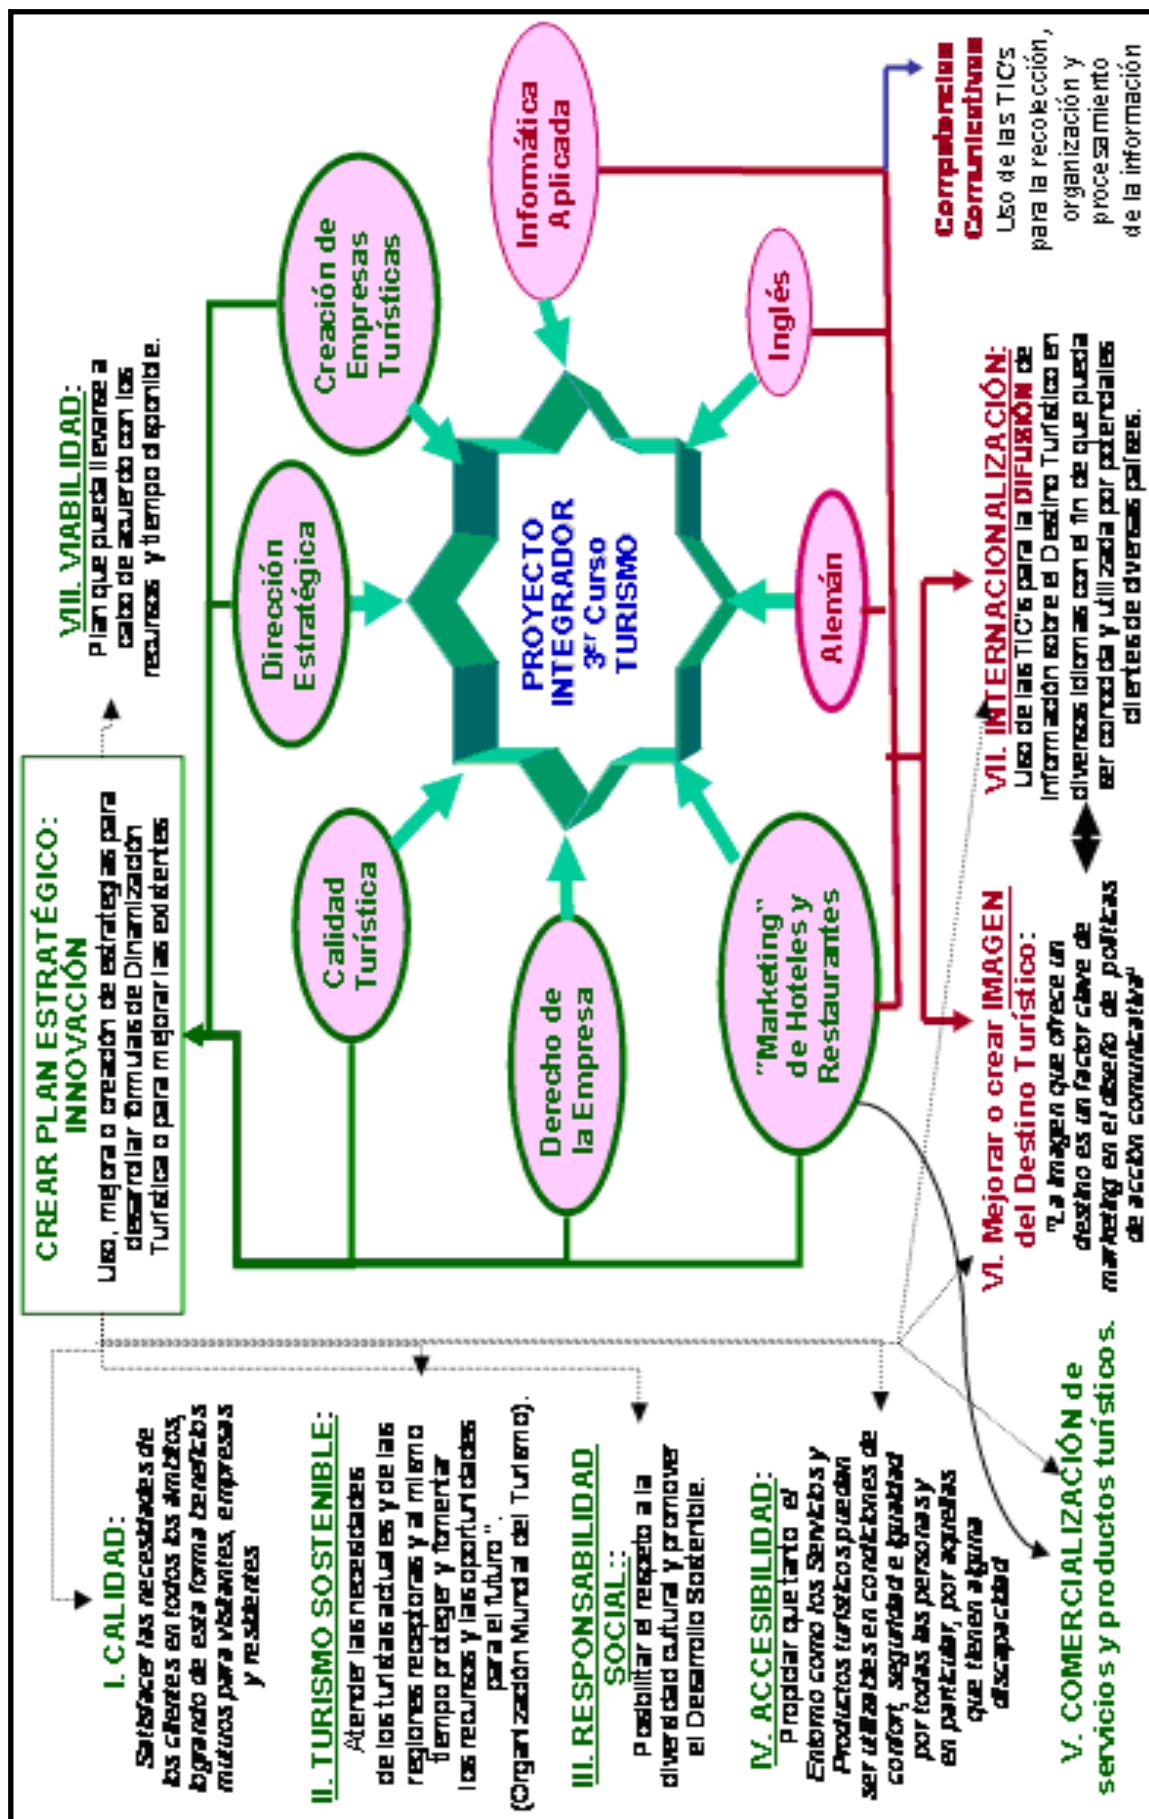 CREAR PLAN ESTRATÉGICO:
INNOVACIÓN
Uso, mejora o creación de estrategias para
desarrollar fórmulas de Dinamización
Turística o para mejorar las existentes
VIII. VIABILIDAD:
Plan que pueda llevarse a
cabo de acuerdo con los
recursos y tiempo disponible.
I. CALIDAD:
Satisfacer las necesidades de
los clientes en todos los ámbitos,
logrando de esta forma beneficios
mutuos para visitantes, empresas
y residentes
II. TURISMO SOSTENIBLE:
Atender las necesidades
de los turistas actuales y de las
regiones receptoras y al mismo
tiempo proteger y fomentar
los recursos y las oportunidades
para el futuro".
(Organización Mundial del Turismo).
III. RESPONSABILIDAD
SOCIAL::
Posibilitar el respeto a la
diversidad cultural y promover
el Desarrollo Sostenible.
IV. ACCESIBILIDAD:
Propiciar que tanto el
Entorno como los Servicios y
Productos turísticos puedan
ser utilizables en condiciones de
confort, seguridad e igualdad
por todas las personas y
en particular, por aquellas
que tienen alguna
discapacidad
V. COMERCIALIZACIÓN de
servicio y productos turísticos.
Calidad
Turística
Dirección
Estratégica
Creación de
Empresas
Turísticas
Derecho de
la Empresa
PROYECTO
INTEGRADOR
3er Curso
TURISMO
Informática
Aplicada
"Marketing"
de Hoteles y
Restaurantes
Alemán
Inglés
VI. Mejorar o crear IMAGEN
del Destino Turístico:
"La imagen que ofrece un
destino es un factor clave de
marketing en el diseño de políticas
de acción comunicativa"
VII. INTERNACIONALIZACIÓN:
Uso de las TIC's para la DIFUSIÓN de
Información sobre el Destino Turístico en
diversos idiomas con el fin de que pueda
ser conocida y utilizada por potenciales
clientes de diversos países.
Competencias
Comunicativas
Uso de las TIC's
para la recolección,
organización y
procesamiento
de la información